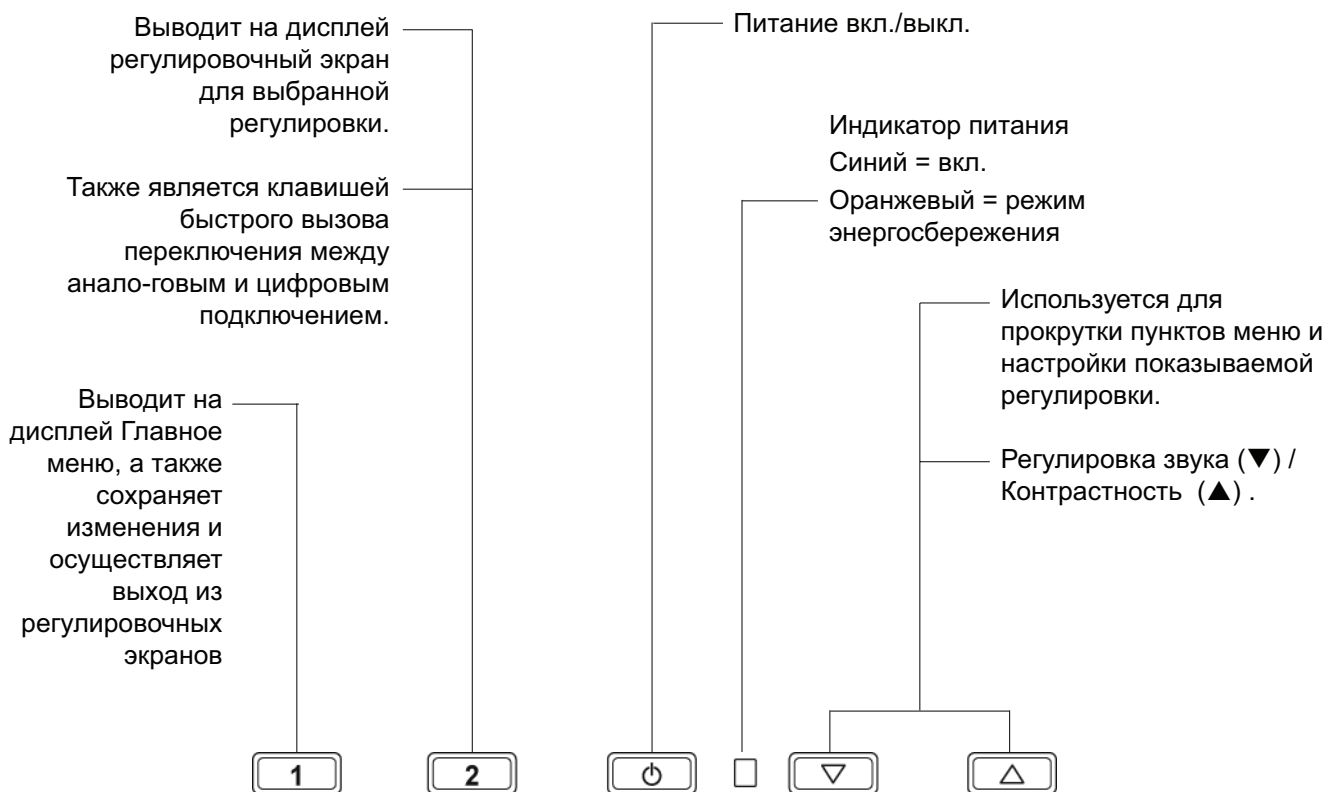 Выводит на дисплей
регулировочный экран
для выбранной
регулировки.
Также является клавишей
быстрого вызова
переключения между
анало-говым и цифровым
подключением.
Выводит на
дисплей Главное
меню, а также
сохраняет
изменения и
осуществляет
выход из
регулировочных
экранов
Питание вкл./выкл.
Индикатор питания
Синий = вкл.
Оранжевый = режим
энергосбережения
Используется для
прокрутки пунктов меню и
настройки показываемой
регулировки.
Регулировка звука (▼) /
Контрастность (▲) .
1
2